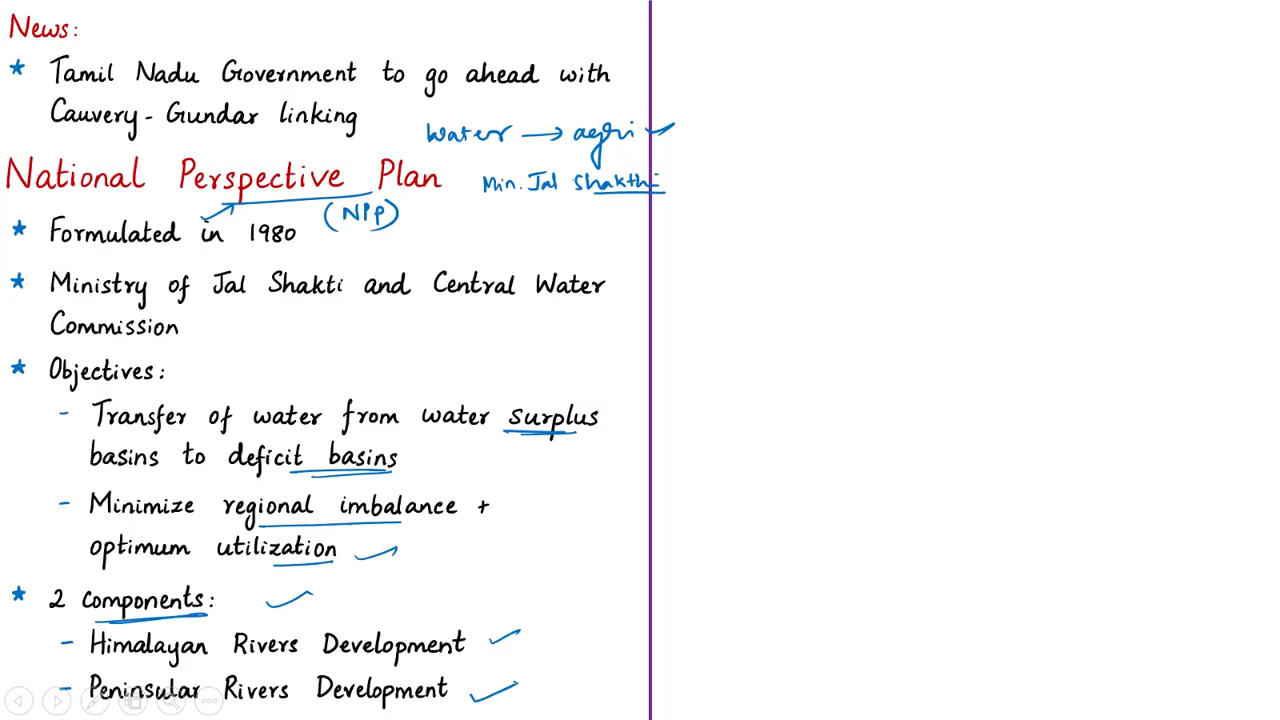 News:
* Tamil Nadu Government to go ahead with
Cauvery - Gundar linking
Water → agri ✓
National Perspective Plan
Min. Jal Shakthi
(NPP)
* Formulated in 1980
* Ministry of Jal Shakti and Central Water
Commission
* Objectives:
- Transfer of water from water surplus
basins to deficit basins
- Minimize regional imbalance +
optimum utilization ✓
* 2 components: ✓
- Himalayan Rivers Development ✓
- Peninsular Rivers Development ✓